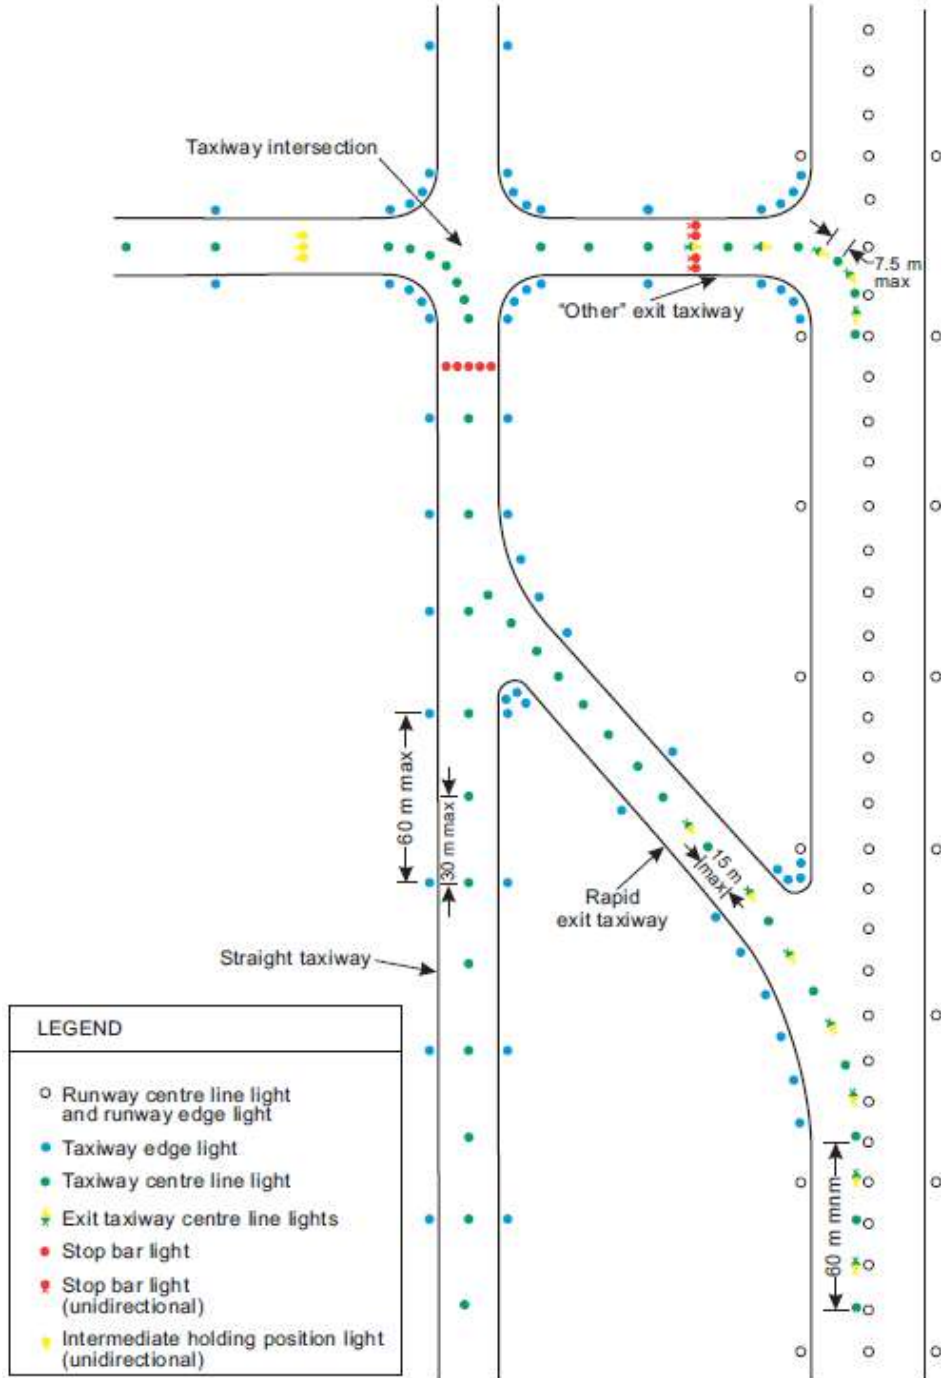 Taxiway intersection
7.5 m
max
"Other" exit taxiway
60 m max
30 m max
15 m
max
Rapid
exit taxiway
Straight taxiway
60 m mnm
LEGEND
Runway centre line light
and runway edge light
Taxiway edge light
Taxiway centre line light
Exit taxiway centre line lights
Stop bar light
Stop bar light
(unidirectional)
Intermediate holding position light
(unidirectional)